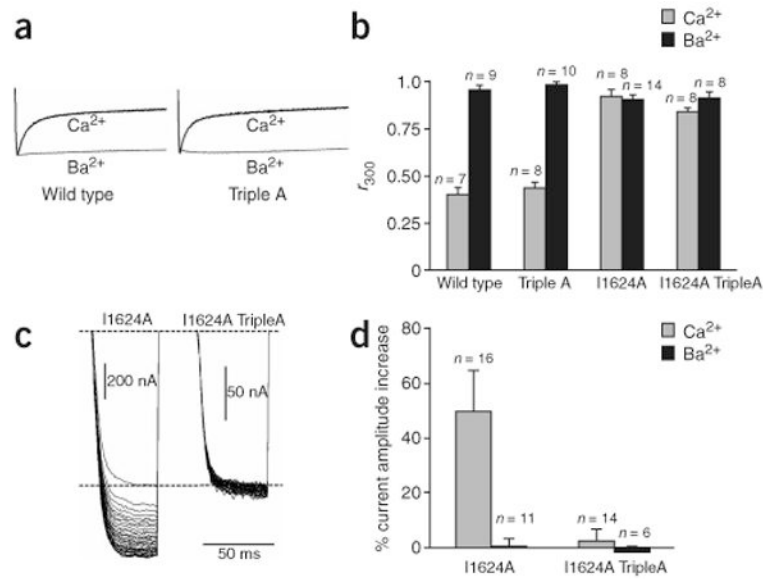 a
Ca²⁺
Ba²⁺
Wild type
Ca²⁺
Ba²⁺
Triple A
b
Ca²⁺
Ba²⁺
r₃₀₀
1.0
0.75
0.50
0.25
0
n = 7
n = 9
n = 8
n = 10
n = 8
n = 14
n = 8
n = 8
Wild type
Triple A
I1624A
I1624A TripleA
c
I1624A
I1624A TripleA
200 nA
50 nA
50 ms
d
Ca²⁺
Ba²⁺
% current amplitude increase
80
60
40
20
0
n = 16
n = 11
n = 14
n = 6
I1624A
I1624A TripleA